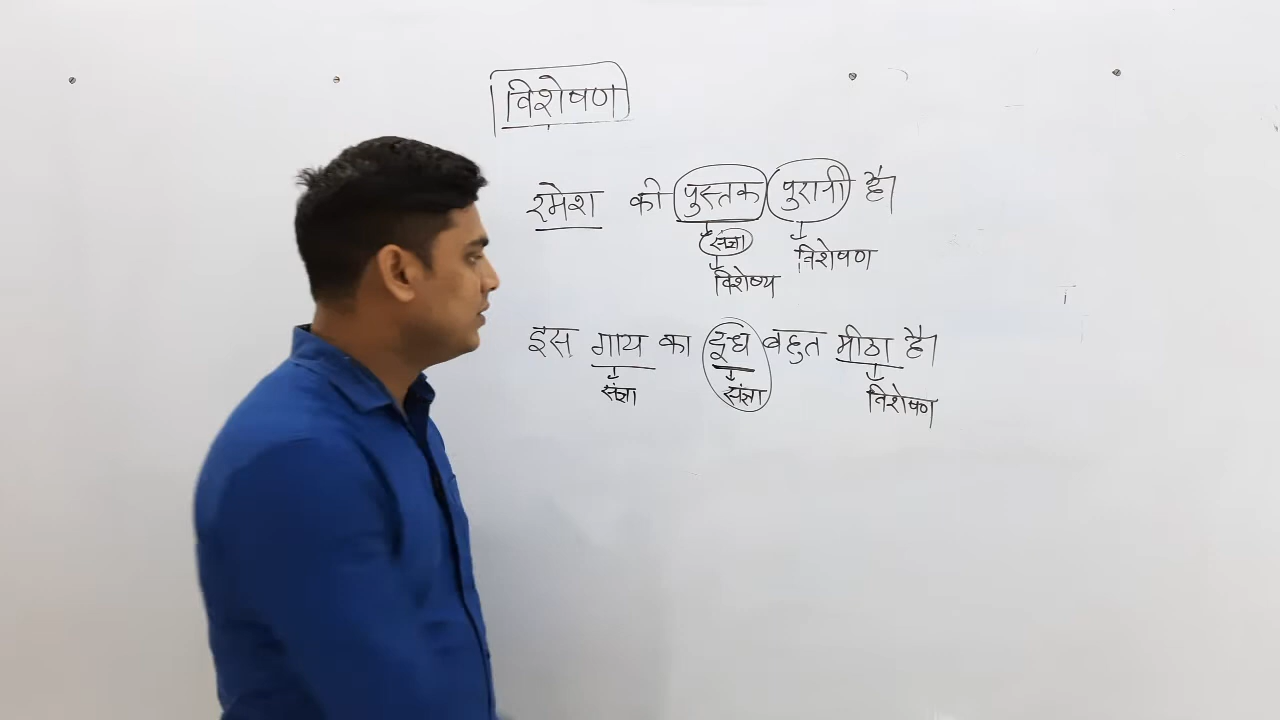 विशेषण
रमेश की पुस्तक पुरानी है।
संज्ञा विशेषण
विशेष्य
इस गाय का दूध बहुत मीठा है।
संज्ञा संज्ञा विशेषण